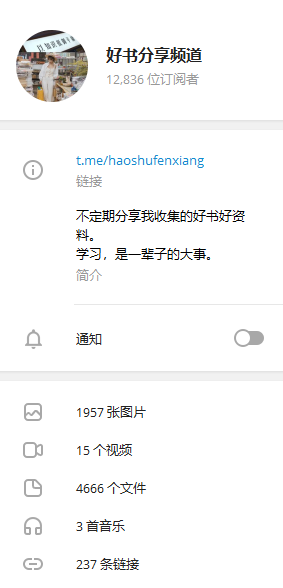 好书分享频道
12,836 位订阅者
t.me/haoshufenxiang
链接
不定期分享我收集的好书好资
料。
学习，是一辈子的大事。
简介
通知
1957 张图片
15 个视频
4666 个文件
3 首音乐
237 条链接